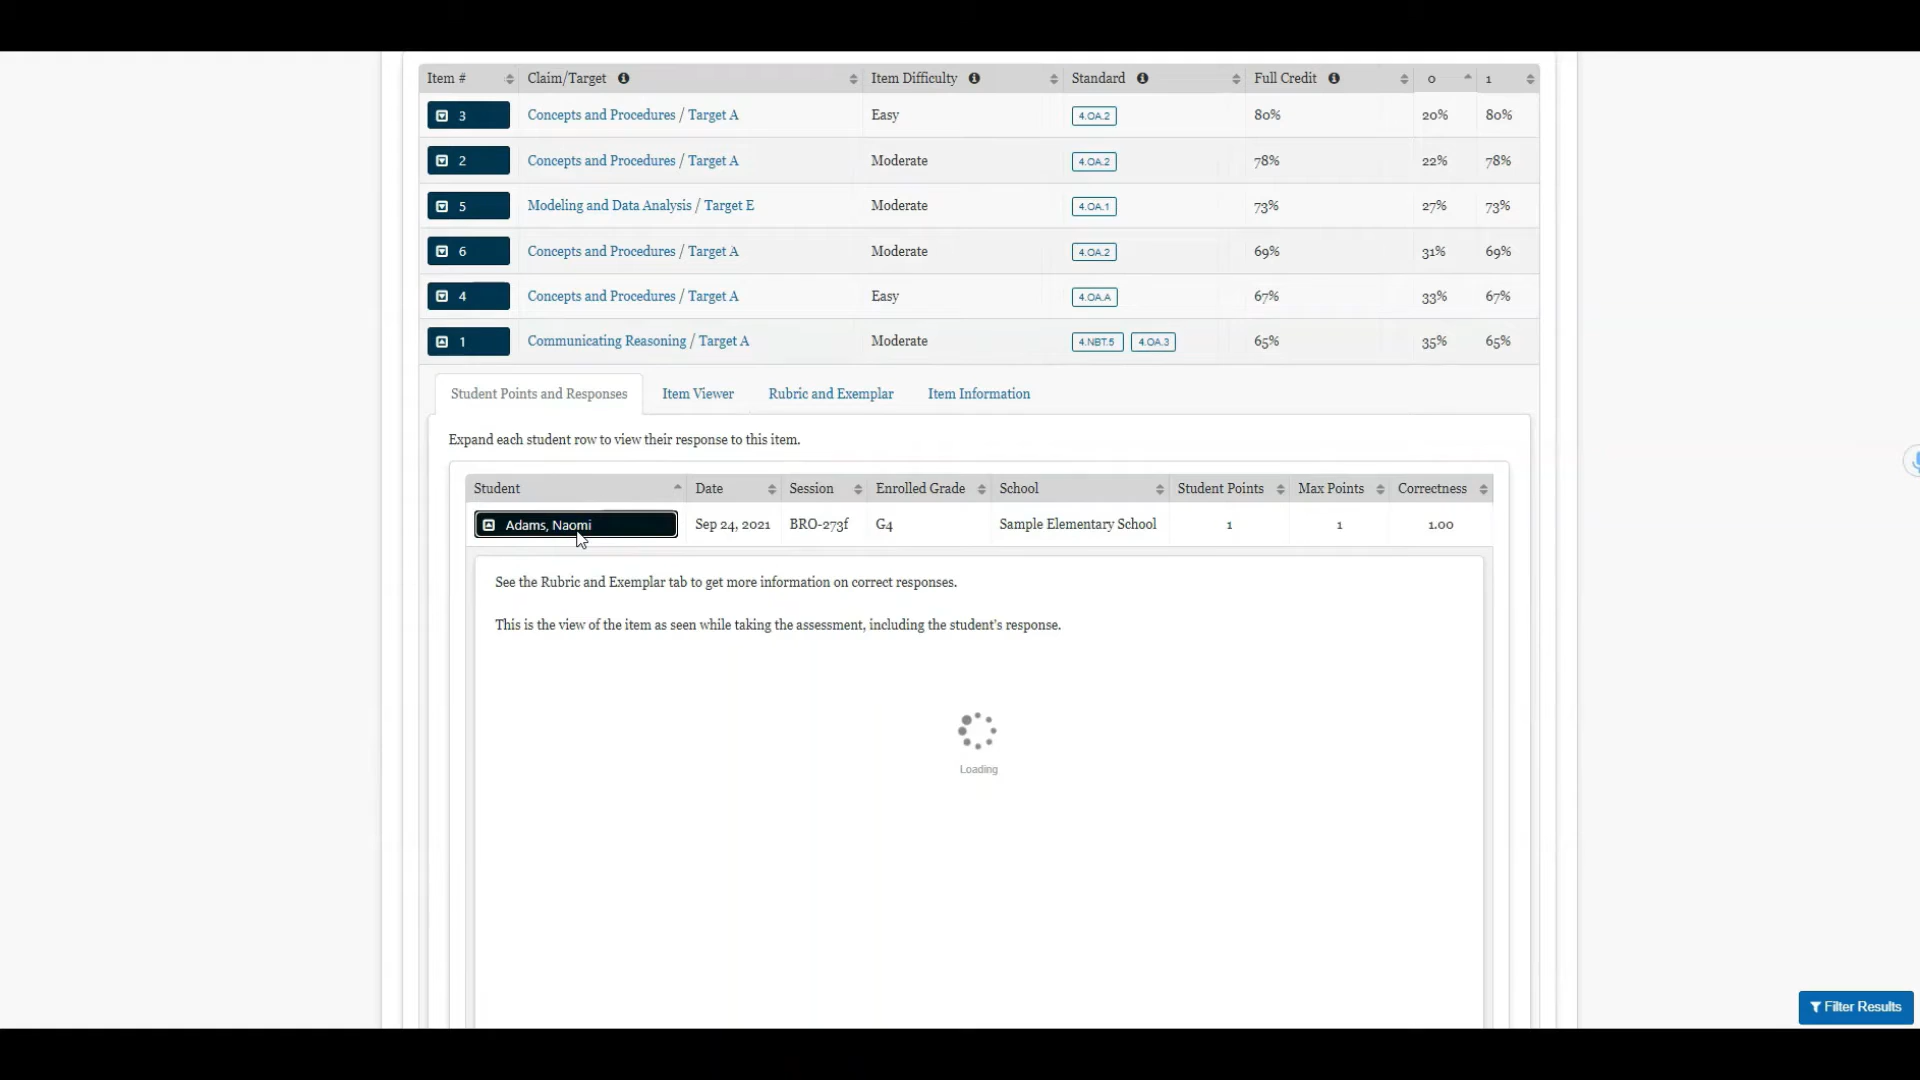 Item # Claim/Target Item Difficulty Standard Full Credit 0 1
3 Concepts and Procedures / Target A Easy 4.OA.2 80% 20% 80%
2 Concepts and Procedures / Target A Moderate 4.OA.2 78% 22% 78%
5 Modeling and Data Analysis / Target E Moderate 4.OA.1 73% 27% 73%
6 Concepts and Procedures / Target A Moderate 4.OA.2 69% 31% 69%
4 Concepts and Procedures / Target A Easy 4.OA.A 67% 33% 67%
1 Communicating Reasoning / Target A Moderate 4.NBT.5 4.OA.3 65% 35% 65%
Student Points and Responses Item Viewer Rubric and Exemplar Item Information
Expand each student row to view their response to this item.
Student Date Session Enrolled Grade School Student Points Max Points Correctness
Adams, Naomi Sep 24, 2021 BRO-273f G4 Sample Elementary School 1 1 1.00
See the Rubric and Exemplar tab to get more information on correct responses.
This is the view of the item as seen while taking the assessment, including the student's response.
Loading
Filter Results